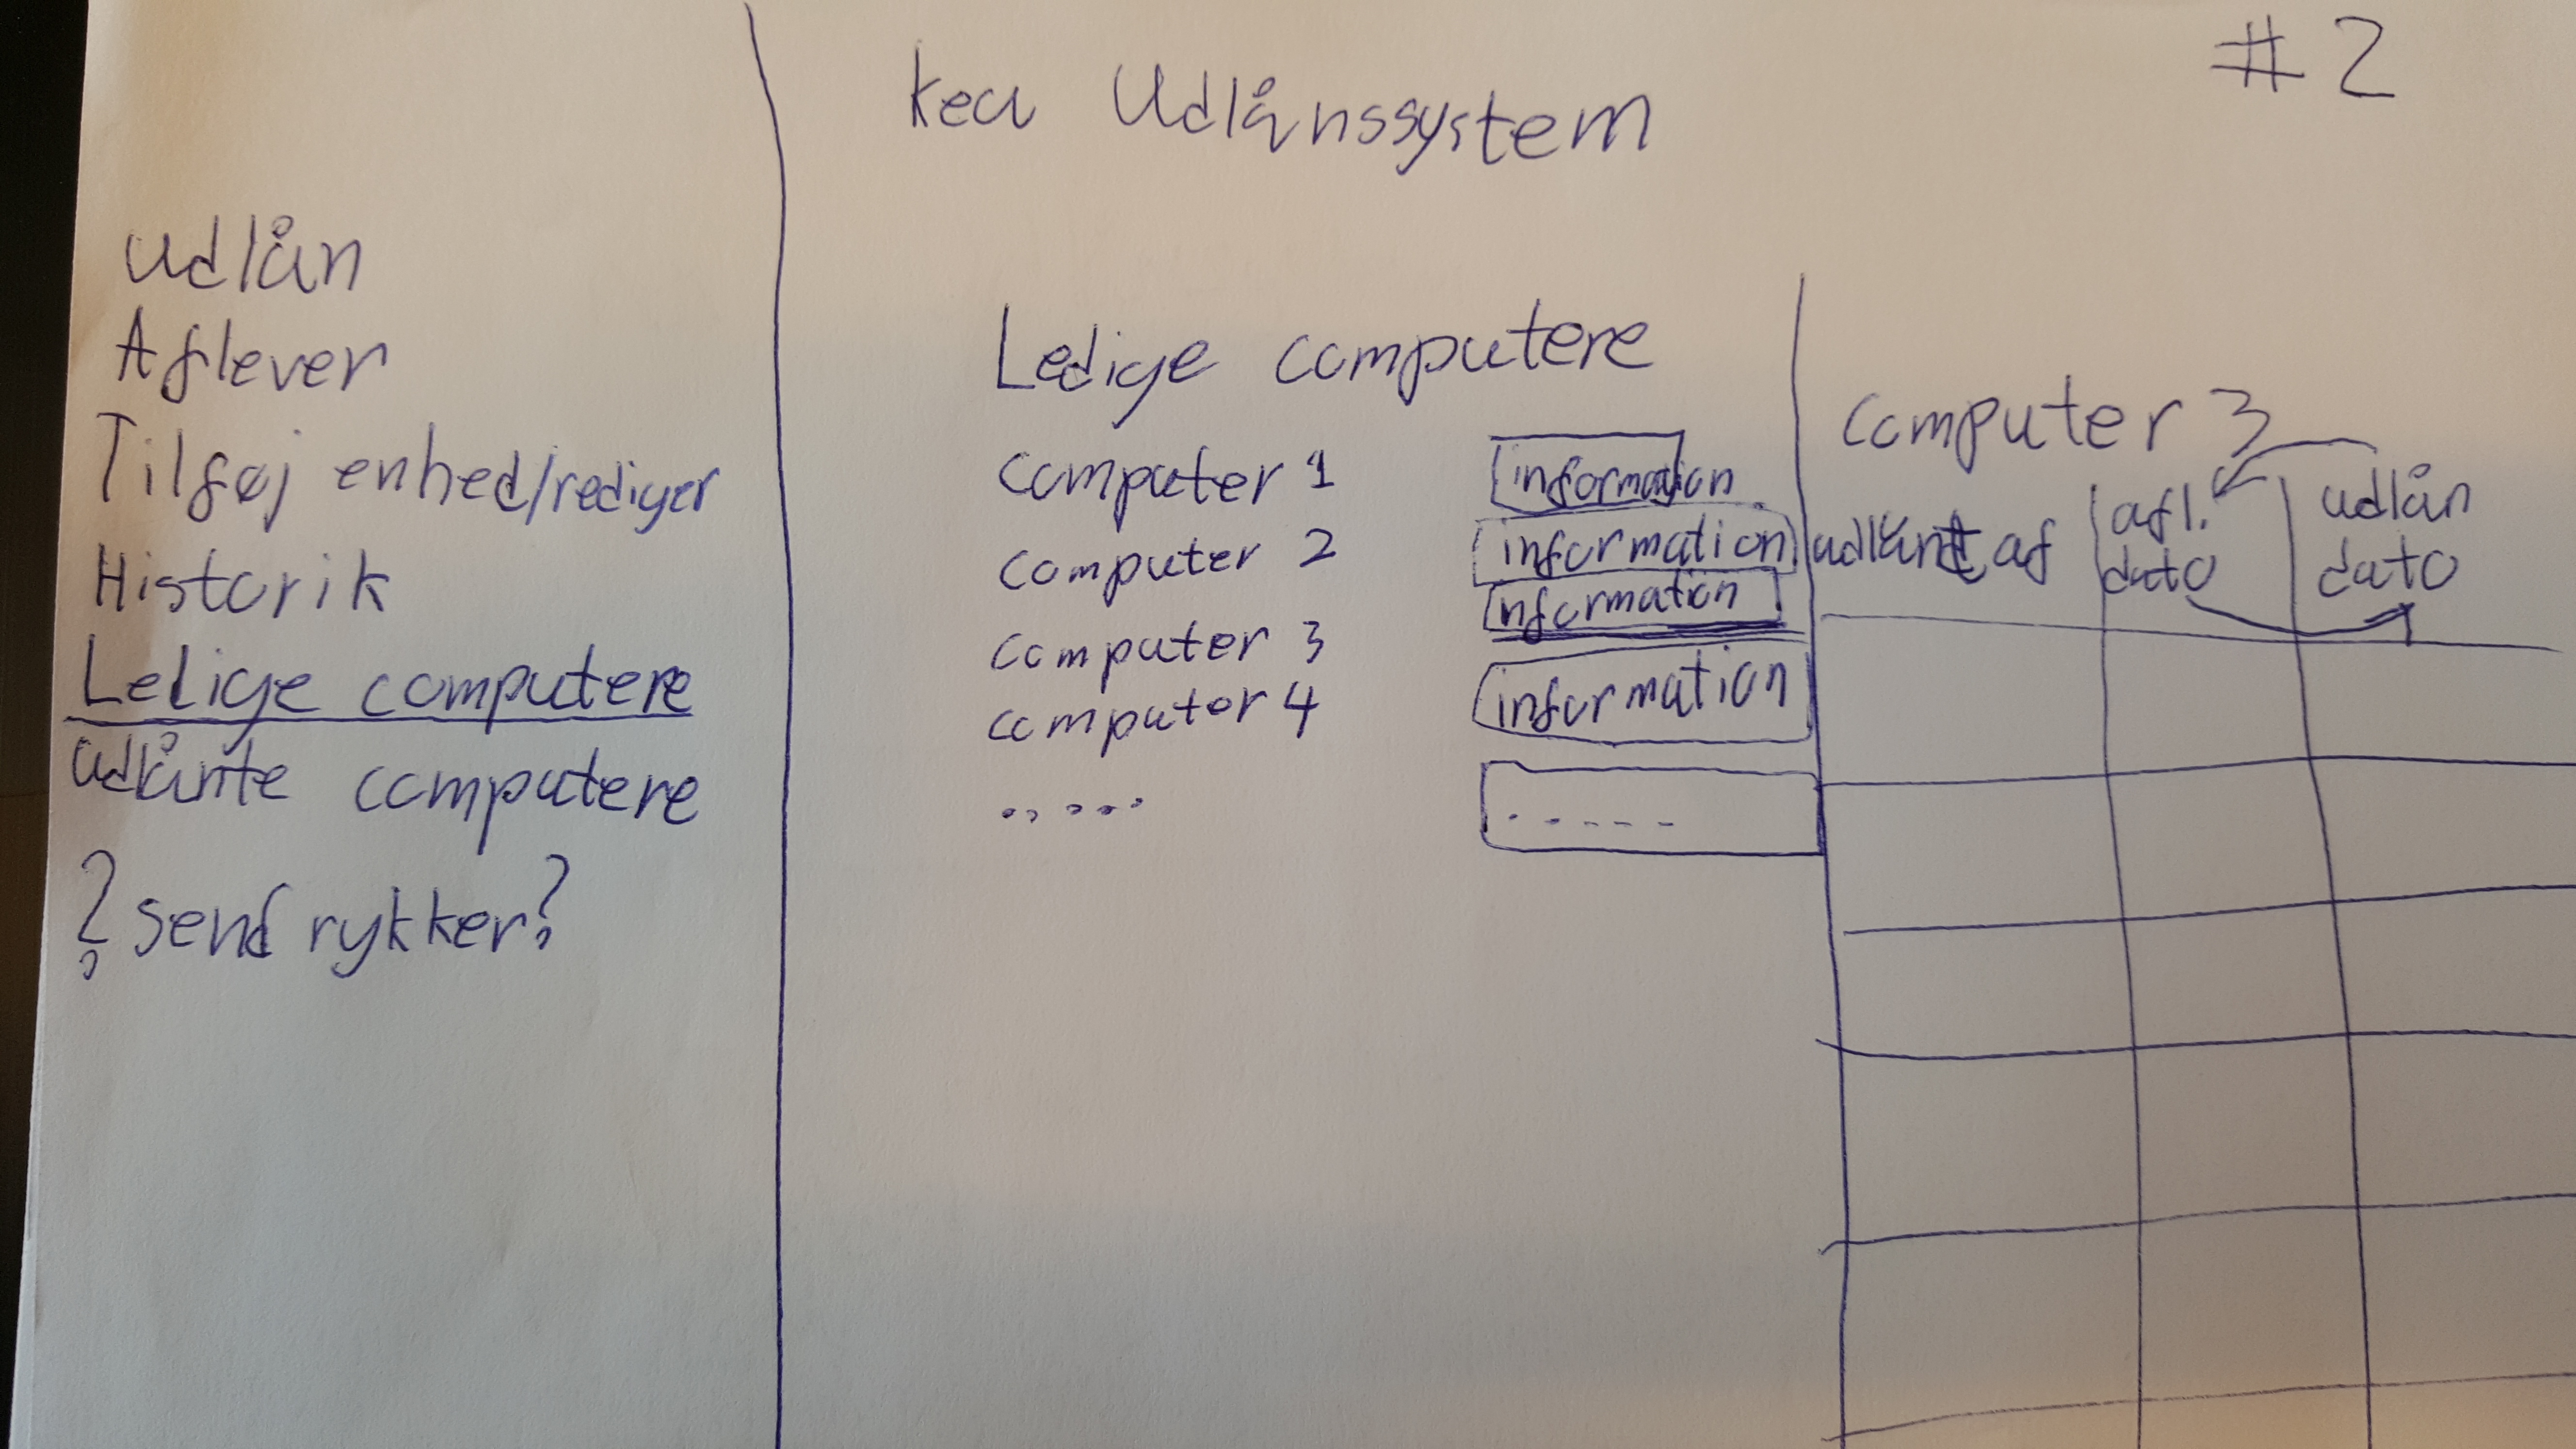 #2
kea Udlånssystem
udlån
Aflever
Tilføj enhed/rediger
Historik
Ledige computere
udlånte computere
? send rykker?
Ledige computere
computer 1 information
computer 2 information
computer 3 information
computer 4 information
..... .....
computer 3
udlånt af
afl. dato
udlån dato